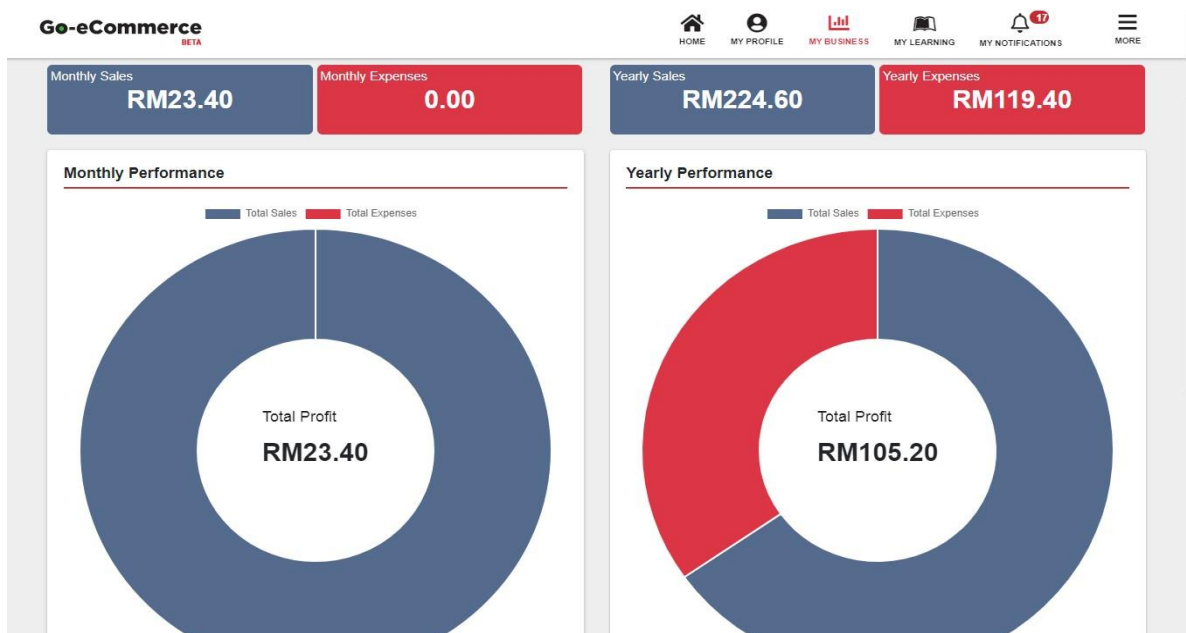 Go-eCommerce
BETA
HOME
MY PROFILE
MY BUSINESS
MY LEARNING
17
MY NOTIFICATIONS
MORE
Monthly Sales
RM23.40
Monthly Expenses
0.00
Yearly Sales
RM224.60
Yearly Expenses
RM119.40
Monthly Performance
Total Sales
Total Expenses
Total Profit
RM23.40
Yearly Performance
Total Sales
Total Expenses
Total Profit
RM105.20